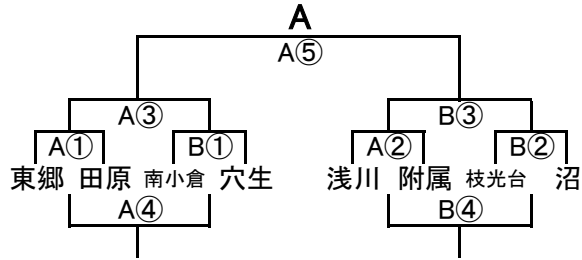 A
A⑤
A③ B③
A① B① A② B②
東郷 田原 南小倉 穴生 浅川 附属 枝光台 沼
A④ B④